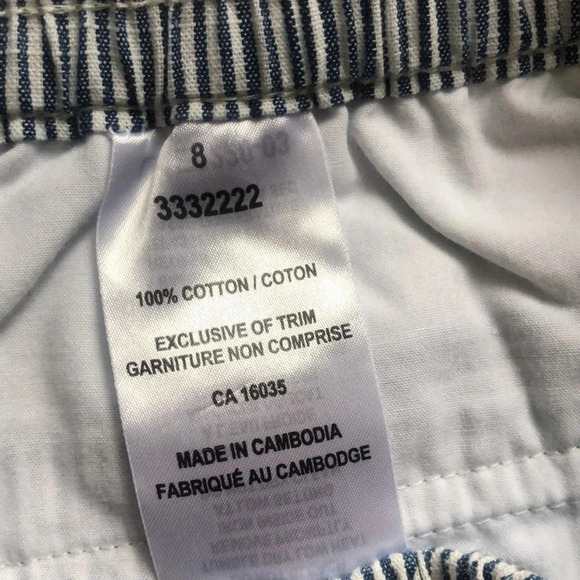 8
3332222
100% COTTON / COTON
EXCLUSIVE OF TRIM
GARNITURE NON COMPRISE
CA 16035
MADE IN CAMBODIA
FABRIQUÉ AU CAMBODGE